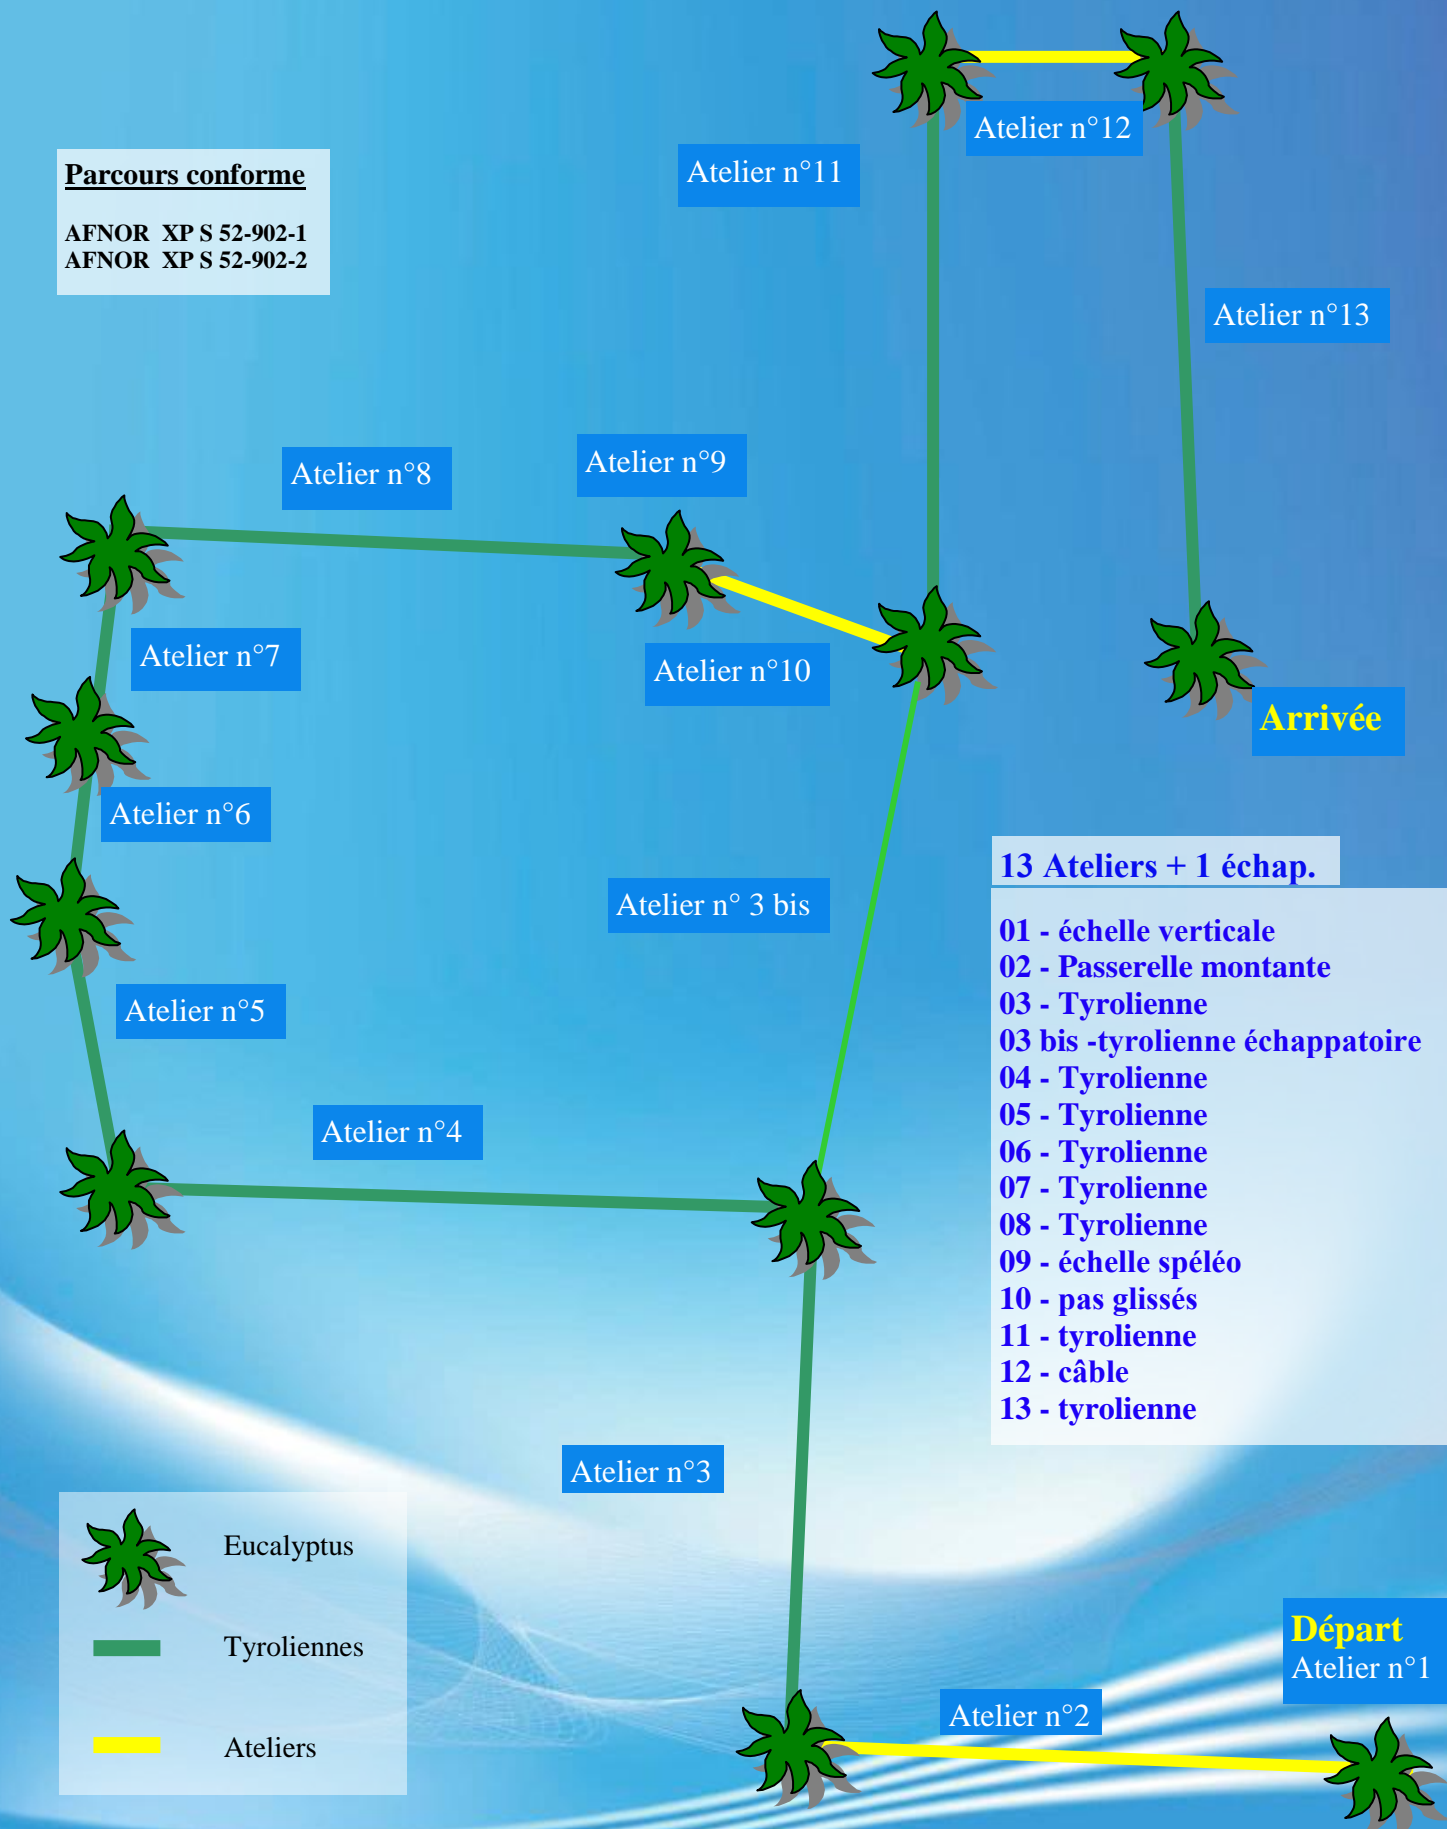 Atelier n°12
Atelier n°11
Parcours conforme
AFNOR XP S 52-902-1
AFNOR XP S 52-902-2
Atelier n°13
Atelier n°9
Atelier n°8
Atelier n°7
Atelier n°10
Arrivée
Atelier n°6
Atelier n° 3 bis
Atelier n°5
Atelier n°4
13 Ateliers + 1 échap.
01 - échelle verticale
02 - Passerelle montante
03 - Tyrolienne
03 bis -tyrolienne échappatoire
04 - Tyrolienne
05 - Tyrolienne
06 - Tyrolienne
07 - Tyrolienne
08 - Tyrolienne
09 - échelle spéléo
10 - pas glissés
11 - tyrolienne
12 - câble
13 - tyrolienne
Atelier n°3
Eucalyptus
Tyroliennes
Ateliers
Départ
Atelier n°1
Atelier n°2